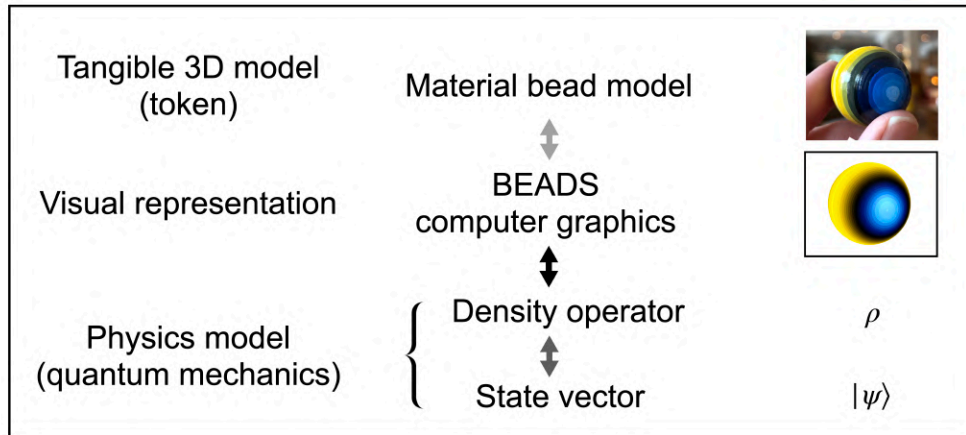 Tangible 3D model
(token)
Material bead model
Visual representation
BEADS
computer graphics
Physics model
(quantum mechanics)
Density operator
ρ
State vector
|ψ⟩